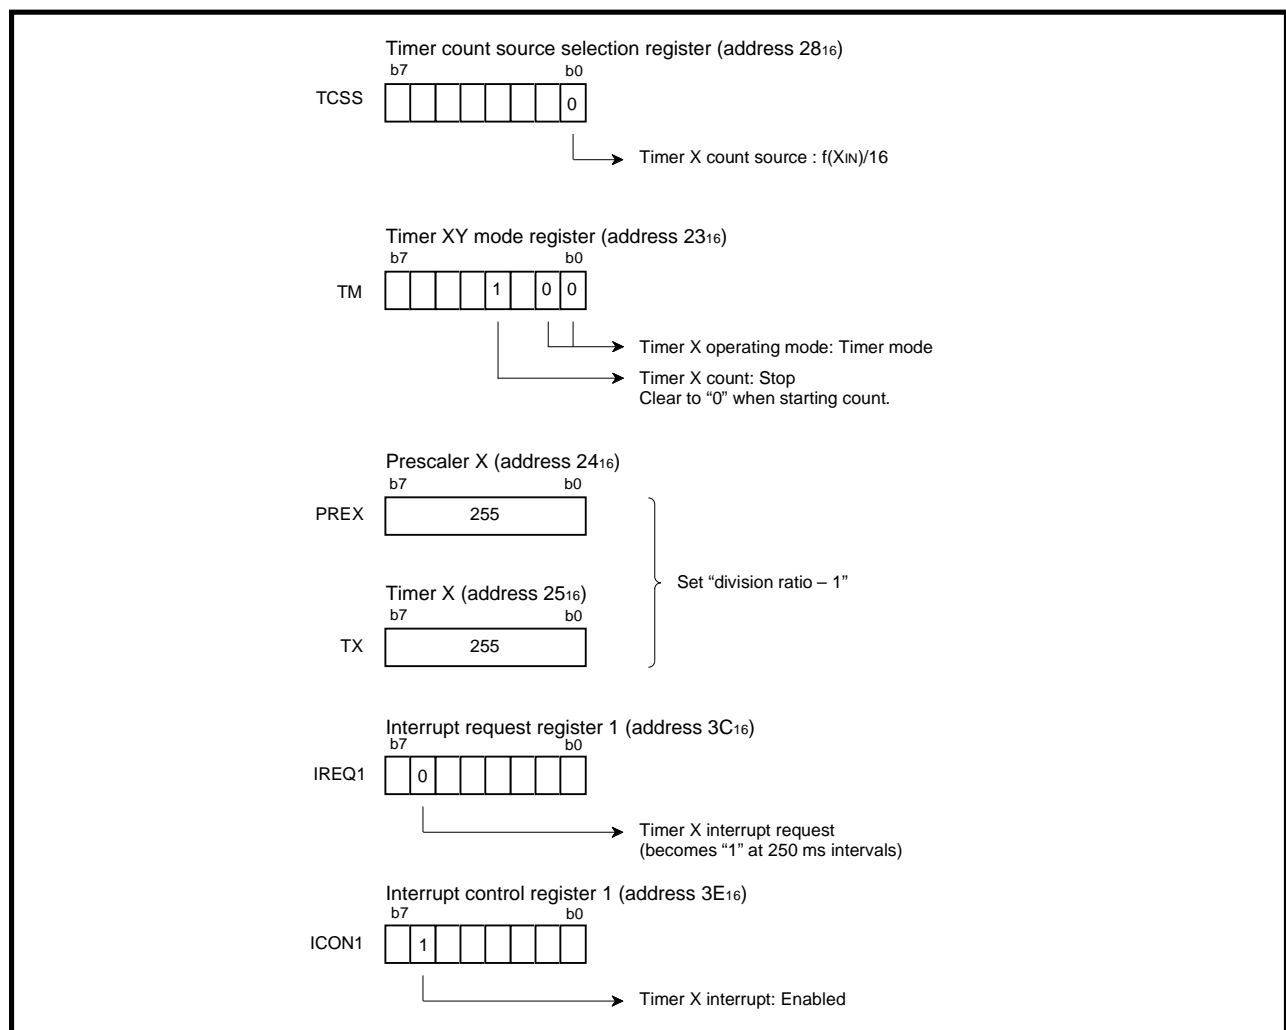 Timer count source selection register (address 2816)
b7 b0
TCSS 0
Timer X count source : f(XIN)/16
Timer XY mode register (address 2316)
b7 b0
TM 1 0 0
Timer X operating mode: Timer mode
Timer X count: Stop
Clear to “0” when starting count.
Prescaler X (address 2416)
b7 b0
PREX 255
Set “division ratio – 1”
Timer X (address 2516)
b7 b0
TX 255
Interrupt request register 1 (address 3C16)
b7 b0
IREQ1 0
Timer X interrupt request
(becomes “1” at 250 ms intervals)
Interrupt control register 1 (address 3E16)
b7 b0
ICON1 1
Timer X interrupt: Enabled